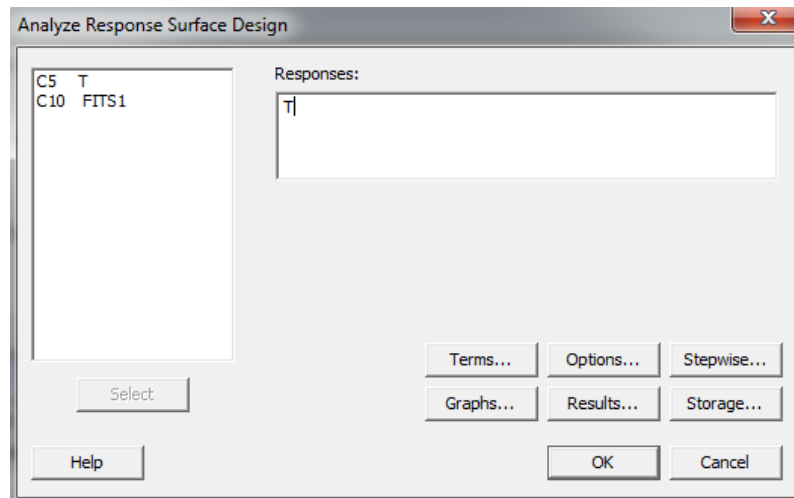 Analyze Response Surface Design
X
C5 T
C10 FITS1
Responses:
T
Select
Terms...
Options...
Stepwise...
Graphs...
Results...
Storage...
Help
OK
Cancel